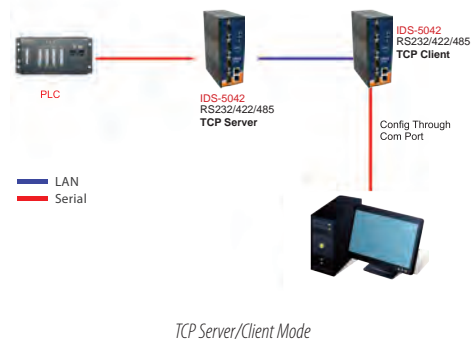 PLC
IDS-5042
RS232/422/485
TCP Server
IDS-5042
RS232/422/485
TCP Client
Config Through
Com Port
LAN
Serial
TCP Server/Client Mode